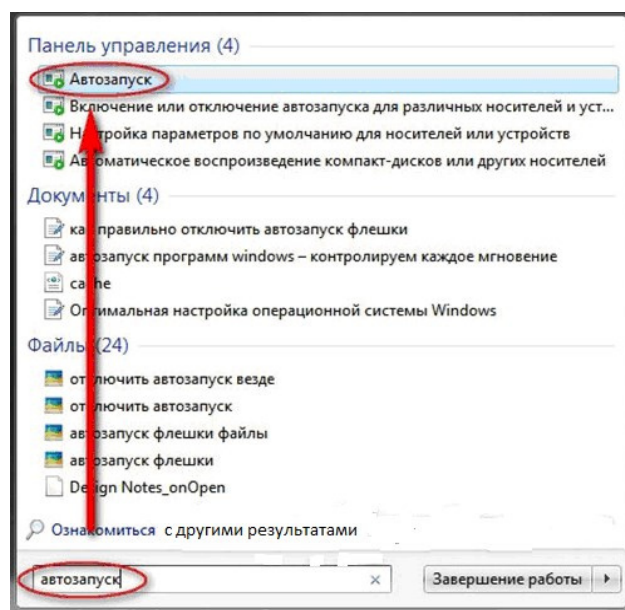 Панель управления (4)
Автозапуск
Включение или отключение автозапуска для различных носителей и уст...
Настройка параметров по умолчанию для носителей или устройств
Автоматическое воспроизведение компакт-дисков или других носителей
Документы (4)
как правильно отключить автозапуск флешки
автозапуск программ windows – контролируем каждое мгновение
cache
Оптимальная настройка операционной системы Windows
Файлы (24)
отключить автозапуск везде
отключить автозапуск
автозапуск флешки файлы
автозапуск флешки
Design Notes_onOpen
Ознакомиться с другими результатами
автозапуск
Завершение работы